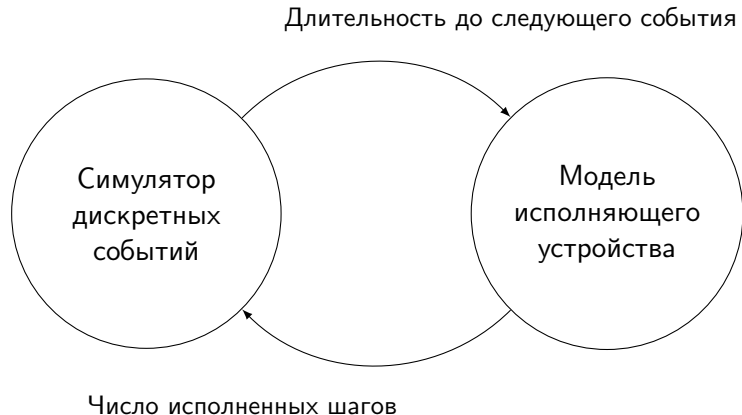 Длительность до следующего события
Симулятор
дискретных
событий
Модель
исполняющего
устройства
Число исполненных шагов